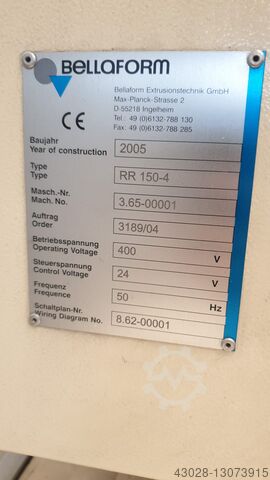 BELLAFORM
Bellaform Extrusionstechnik GmbH
Max-Planck-Strasse 2
D-55218 Ingelheim
Tel : 49 (0)6132-788 130
Fax: 49 (0)6132-788 285
CE
Baujahr
Year of construction 2005
Type
Type RR 150-4
Masch.-Nr.
Mach. No. 3.65-00001
Auftrag
Order 3189/04
Betriebsspannung
Operating Voltage 400 V
Steuerspannung
Control Voltage 24 V
Frequenz
Frequence 50 Hz
Schaltplan-Nr.
Wiring Diagram No. 8.62-00001
43028-13073915